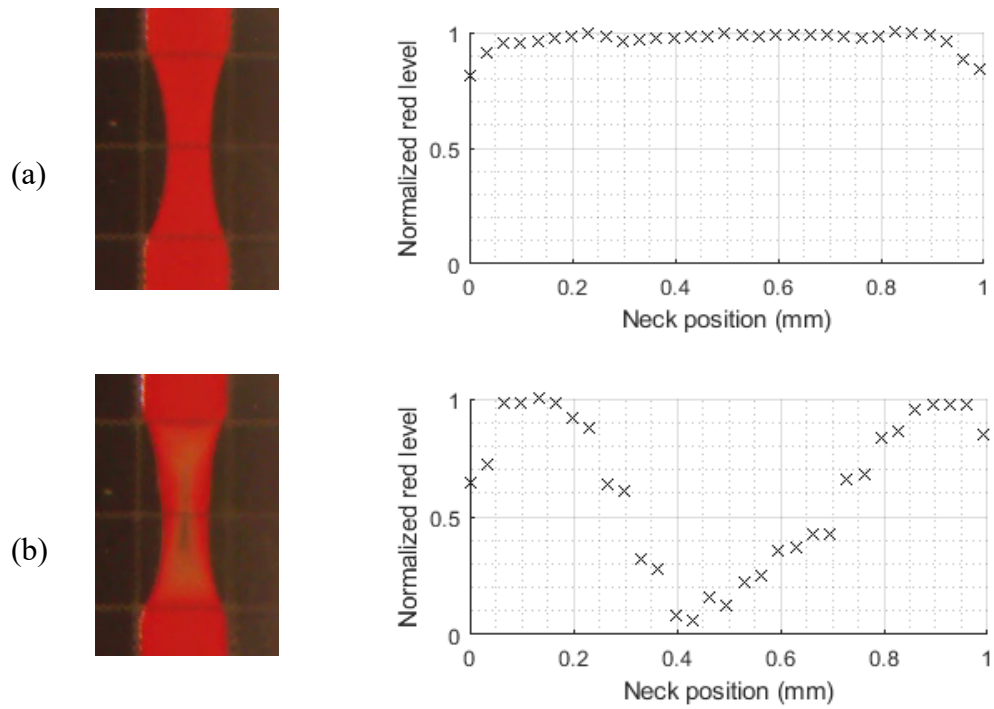 (a)
Normalized red level
1
0.5
0
0 0.2 0.4 0.6 0.8 1
Neck position (mm)
(b)
Normalized red level
1
0.5
0
0 0.2 0.4 0.6 0.8 1
Neck position (mm)